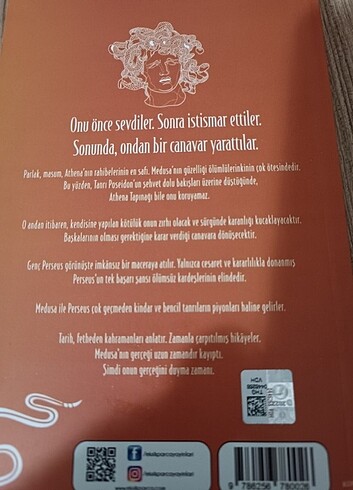 Onu önce sevdiler. Sonra istismar ettiler.
Sonunda, ondan bir canavar yarattılar.
Parlak, masum, Athena'nın rahibelerinin en safı. Medusa'nın güzelliği ölümlülerinkinin çok ötesindedir.
Bu yüzden, Tanrı Poseidon'un şehvet dolu bakışları üzerine düştüğünde,
Athena Tapınağı bile onu koruyamaz.
O andan itibaren, kendisine yapılan kötülük onun zırhı olacak ve sürgünde karanlığı kucaklayacaktır.
Başkalarının olması gerektiğine karar verdiği canavara dönüşecektir.
Genç Perseus görünüşte imkânsız bir maceraya atılır. Yalnızca cesaret ve kararlılıkla donanmış
Perseus'un tek başarı şansı ölümsüz kardeşlerinin elindedir.
Medusa ile Perseus çok geçmeden kindar ve bencil tanrıların piyonları haline gelirler.
Tarih, fetheden kahramanları anlatır. Zamanla çarpıtılmış hikâyeler.
Medusa'nın gerçeği uzun zamandır kayıptı.
Şimdi onun gerçeğini duyma zamanı.